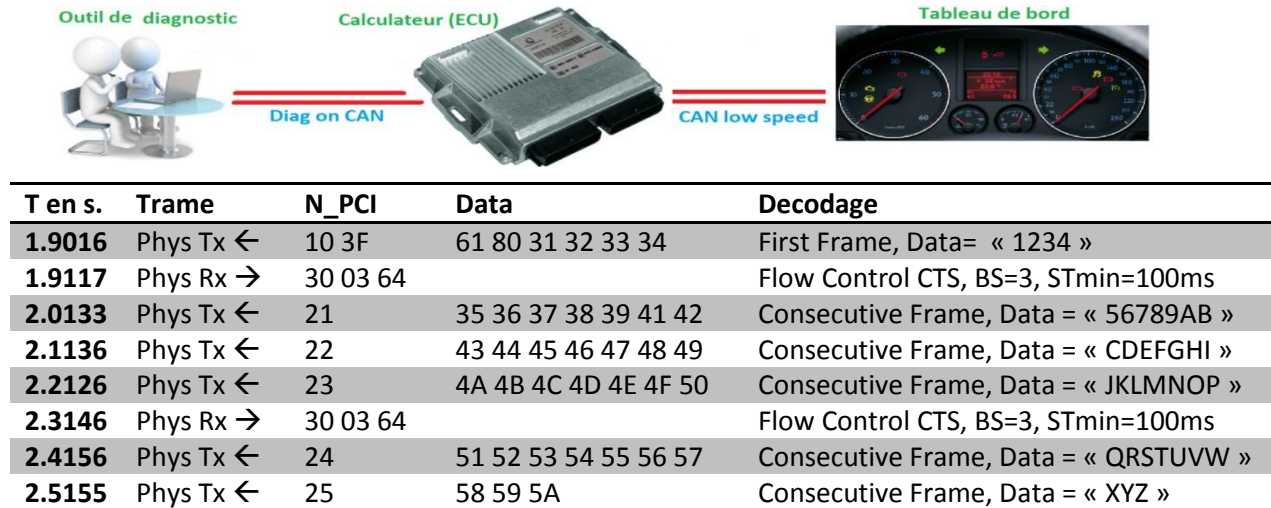 Outil de diagnostic
Calculateur (ECU)
Tableau de bord
Diag on CAN
CAN low speed
T en s. Trame N_PCI Data Decodage
1.9016 Phys Tx ← 10 3F 61 80 31 32 33 34 First Frame, Data= « 1234 »
1.9117 Phys Rx → 30 03 64 Flow Control CTS, BS=3, STmin=100ms
2.0133 Phys Tx ← 21 35 36 37 38 39 41 42 Consecutive Frame, Data = « 56789AB »
2.1136 Phys Tx ← 22 43 44 45 46 47 48 49 Consecutive Frame, Data = « CDEFGHI »
2.2126 Phys Tx ← 23 4A 4B 4C 4D 4E 4F 50 Consecutive Frame, Data = « JKLMNOP »
2.3146 Phys Rx → 30 03 64 Flow Control CTS, BS=3, STmin=100ms
2.4156 Phys Tx ← 24 51 52 53 54 55 56 57 Consecutive Frame, Data = « QRSTUVW »
2.5155 Phys Tx ← 25 58 59 5A Consecutive Frame, Data = « XYZ »